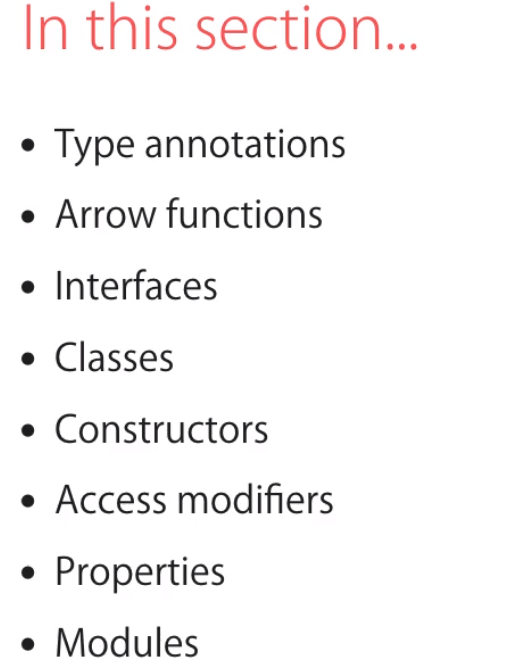 In this section...
• Type annotations
• Arrow functions
• Interfaces
• Classes
• Constructors
• Access modifiers
• Properties
• Modules